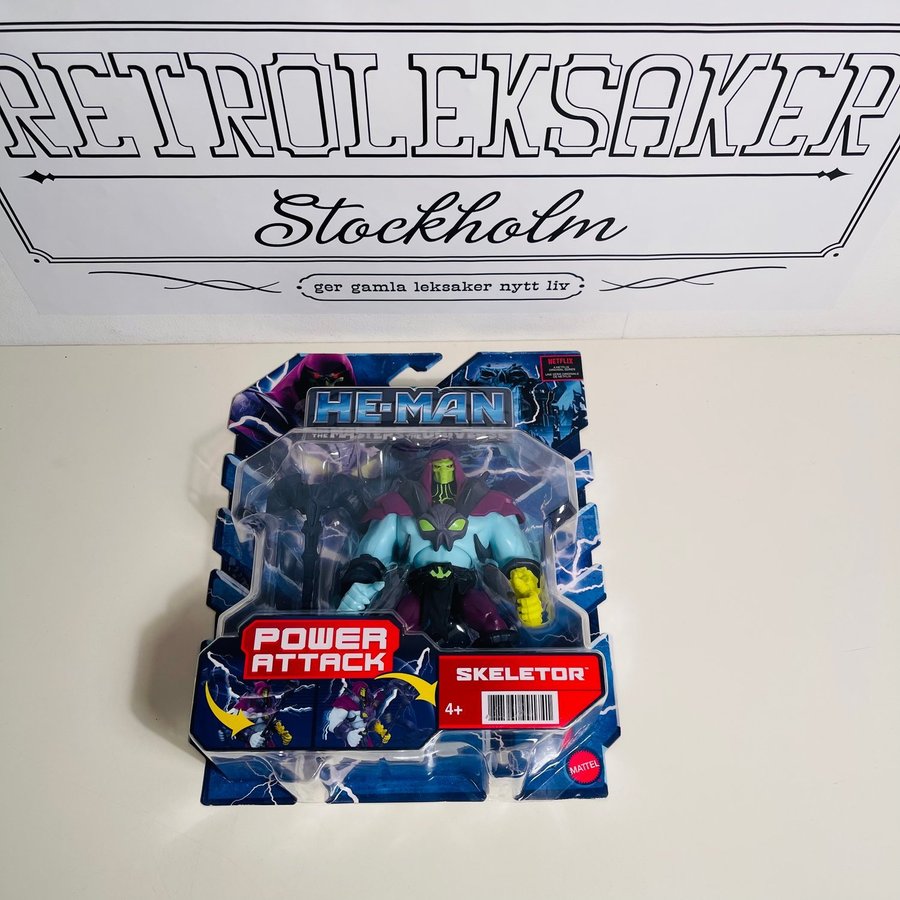 RETROLEKSAKER
Stockholm
ger gamla leksaker nytt liv
NETFLIX
HE-MAN
POWER
ATTACK
SKELETOR
4+
MATTEL